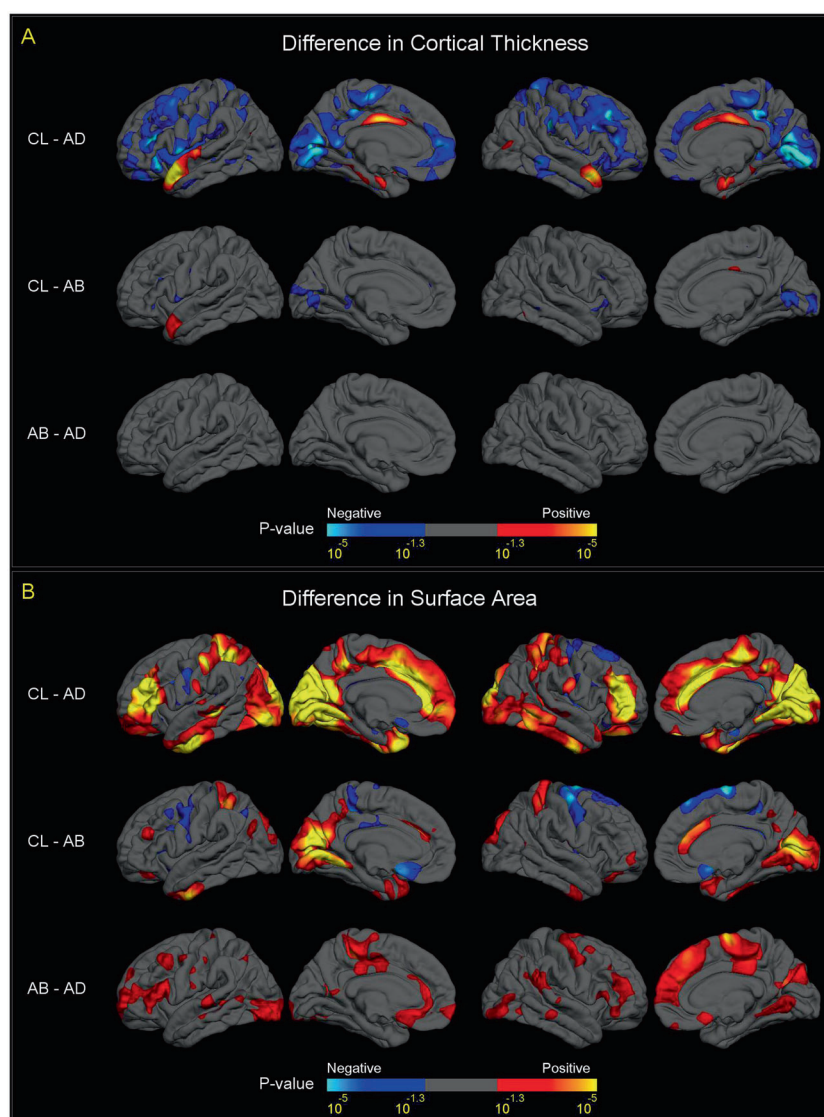 A
Difference in Cortical Thickness
CL - AD
CL - AB
AB - AD
Negative Positive
P-value
10^-5 10^-1.3 10^-1.3 10^-5
B
Difference in Surface Area
CL - AD
CL - AB
AB - AD
Negative Positive
P-value
10^-5 10^-1.3 10^-1.3 10^-5